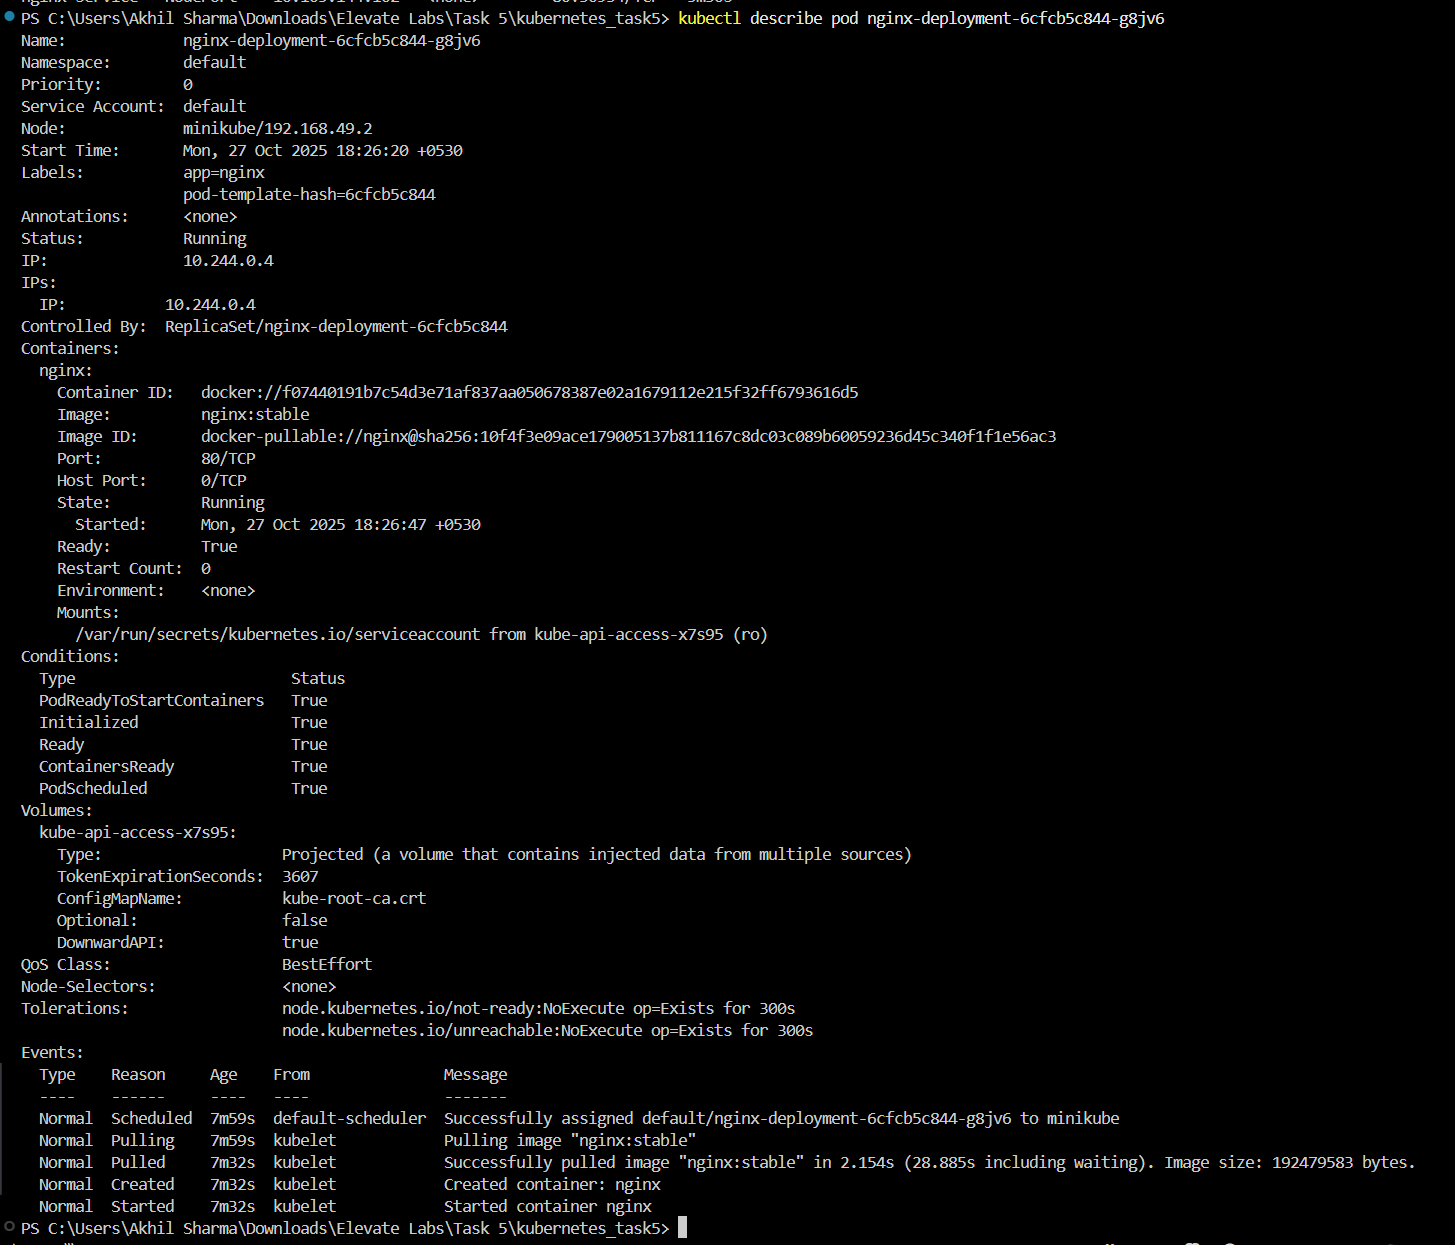 PS C:\Users\Akhil Sharma\Downloads\Elevate Labs\Task 5\kubernetes_task5> kubectl describe pod nginx-deployment-6cfcb5c844-g8jv6
Name:             nginx-deployment-6cfcb5c844-g8jv6
Namespace:        default
Priority:         0
Service Account:  default
Node:             minikube/192.168.49.2
Start Time:       Mon, 27 Oct 2025 18:26:20 +0530
Labels:           app=nginx
                  pod-template-hash=6cfcb5c844
Annotations:      <none>
Status:           Running
IP:               10.244.0.4
IPs:
  IP:           10.244.0.4
Controlled By:  ReplicaSet/nginx-deployment-6cfcb5c844
Containers:
  nginx:
    Container ID:   docker://f07440191b7c54d3e71af837aa050678387e02a1679112e215f32ff6793616d5
    Image:          nginx:stable
    Image ID:       docker-pullable://nginx@sha256:10f4f3e09ace179005137b811167c8dc03c089b60059236d45c340f1f1e56ac3
    Port:           80/TCP
    Host Port:      0/TCP
    State:          Running
      Started:      Mon, 27 Oct 2025 18:26:47 +0530
    Ready:          True
    Restart Count:  0
    Environment:    <none>
    Mounts:
      /var/run/secrets/kubernetes.io/serviceaccount from kube-api-access-x7s95 (ro)
Conditions:
  Type                        Status
  PodReadyToStartContainers   True
  Initialized                 True
  Ready                       True
  ContainersReady             True
  PodScheduled                True
Volumes:
  kube-api-access-x7s95:
    Type:                    Projected (a volume that contains injected data from multiple sources)
    TokenExpirationSeconds:  3607
    ConfigMapName:           kube-root-ca.crt
    Optional:                false
    DownwardAPI:             true
QoS Class:                   BestEffort
Node-Selectors:              <none>
Tolerations:                 node.kubernetes.io/not-ready:NoExecute op=Exists for 300s
                             node.kubernetes.io/unreachable:NoExecute op=Exists for 300s
Events:
  Type    Reason     Age    From               Message
  ----    ------     ----   ----               -------
  Normal  Scheduled  7m59s  default-scheduler  Successfully assigned default/nginx-deployment-6cfcb5c844-g8jv6 to minikube
  Normal  Pulling    7m59s  kubelet            Pulling image "nginx:stable"
  Normal  Pulled     7m32s  kubelet            Successfully pulled image "nginx:stable" in 2.154s (28.885s including waiting). Image size: 192479583 bytes.
  Normal  Created    7m32s  kubelet            Created container: nginx
  Normal  Started    7m32s  kubelet            Started container nginx
PS C:\Users\Akhil Sharma\Downloads\Elevate Labs\Task 5\kubernetes_task5>